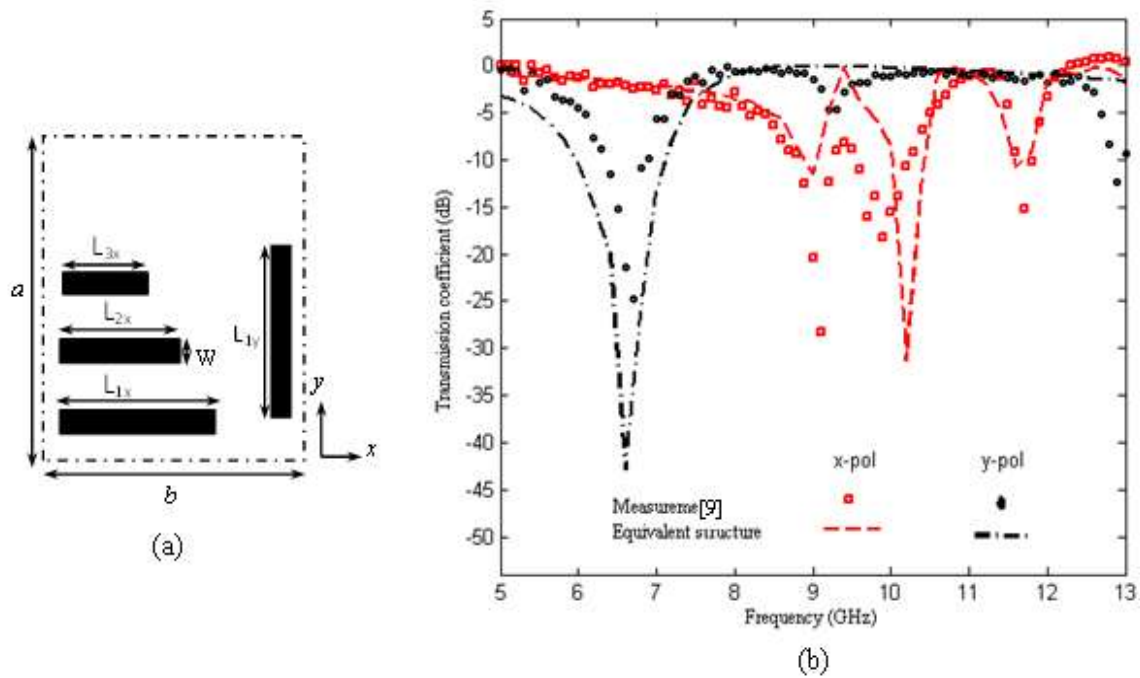 (b)
5
0
-5
-10
-15
-20
-25
-30
-35
-40
-45
-50
Transmission coefficient (dB)
5 6 7 8 9 10 11 12 13
Frequency (GHz)
x-pol y-pol
Measureme[9]
Equivalent structure
a
L3x
L2x
W
L1y
L1x
y
x
b
(a)
(b)